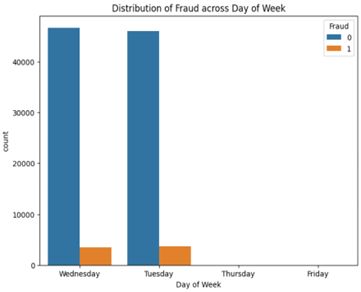 Distribution of Fraud across Day of Week
Fraud
0
1
40000
30000
20000
10000
0
count
Wednesday Tuesday Thursday Friday
Day of Week